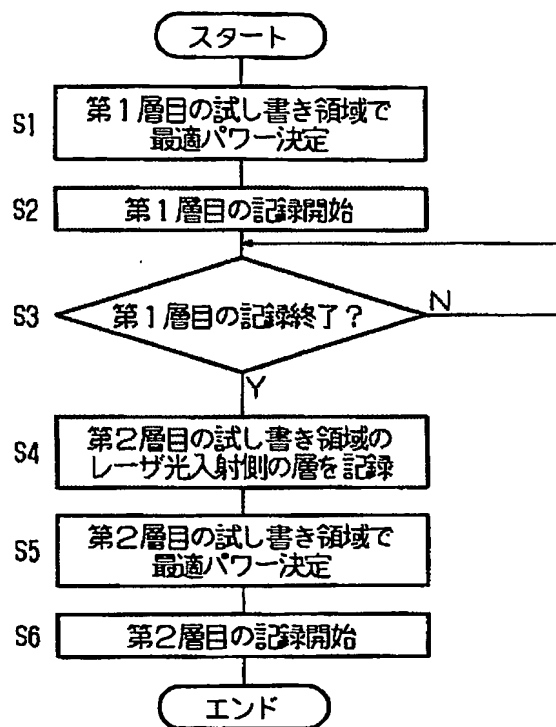 スタート
S1
第1層目の試し書き領域で
最適パワー決定
S2
第1層目の記録開始
S3
第1層目の記録終了？
N
Y
S4
第2層目の試し書き領域の
レーザ光入射側の層を記録
S5
第2層目の試し書き領域で
最適パワー決定
S6
第2層目の記録開始
エンド